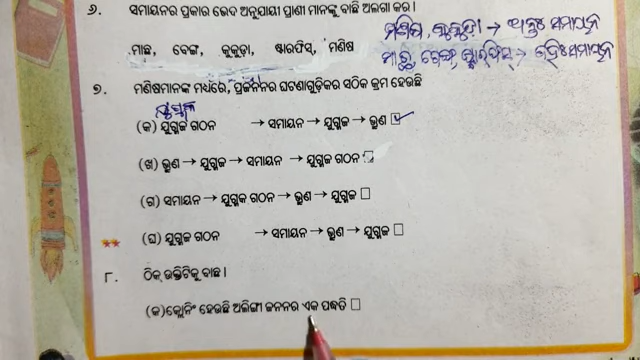 ୬. ସମାୟନର ପ୍ରକାର ଭେଦ ଅନୁଯାୟୀ ପ୍ରାଣୀ ମାନଙ୍କୁ ବାଛି ଅଲଗା କର।
ମାଛ, ବେଙ୍ଗ, କୁକୁଡ଼ା, ଷ୍ଟାରଫିସ୍, ମଣିଷ
ମଣିଷ, କୁକୁଡ଼ା → ଅନ୍ତଃ ସମାୟନ
ମାଛ, ବେଙ୍ଗ, ଷ୍ଟାରଫିସ୍ → ବହିଃସମାୟନ
୭. ମଣିଷମାନଙ୍କ ମଧ୍ୟରେ, ପ୍ରଜନନର ଘଟଣାଗୁଡ଼ିକର ସଠିକ କ୍ରମ ହେଉଛି
ଯୁଗ୍ମକ
(କ) ଯୁଗ୍ମଜ ଗଠନ → ସମାୟନ → ଯୁଗ୍ମଜ → ଭ୍ରୂଣ
(ଖ) ଭ୍ରୂଣ → ଯୁଗ୍ମଜ → ସମାୟନ → ଯୁଗ୍ମଜ ଗଠନ
(ଗ) ସମାୟନ → ଯୁଗ୍ମକ ଗଠନ → ଭ୍ରୂଣ → ଯୁଗ୍ମଜ
(ଘ) ଯୁଗ୍ମଜ ଗଠନ → ସମାୟନ → ଭ୍ରୂଣ → ଯୁଗ୍ମଜ
୮. ଠିକ୍ ଉକ୍ତିଟିକୁ ବାଛ।
(କ) କ୍ଲୋନିଂ ହେଉଛି ଅଲିଙ୍ଗୀ ଜନନର ଏକ ପଦ୍ଧତି